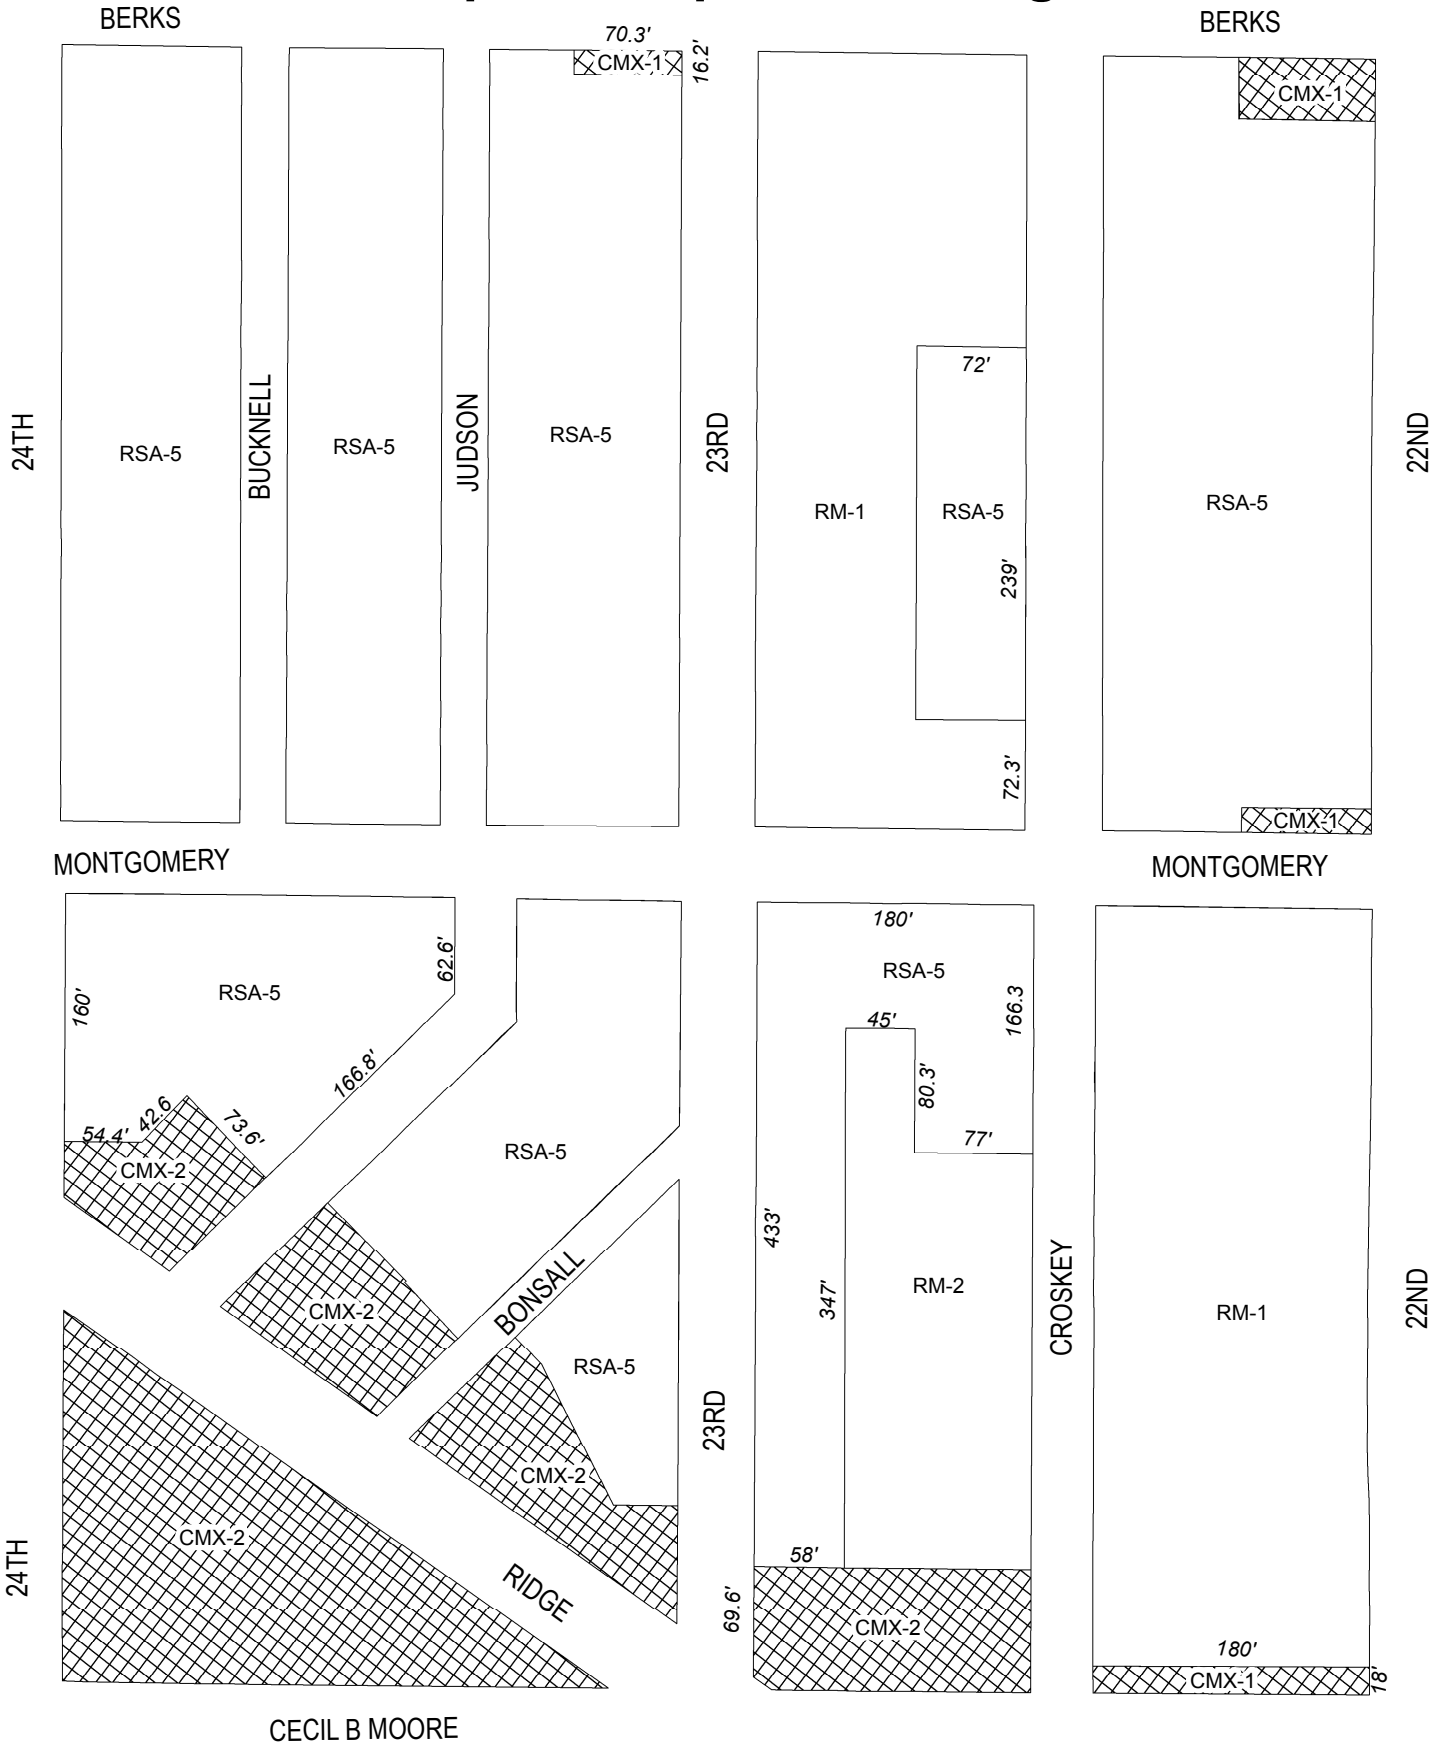 BERKS
BERKS
70.3'
16.2'
CMX-1
CMX-1
72'
24TH
BUCKNELL
JUDSON
23RD
22ND
RSA-5
RSA-5
RSA-5
RM-1
RSA-5
RSA-5
239'
72.3'
CMX-1
MONTGOMERY
MONTGOMERY
180'
62.6'
RSA-5
RSA-5
160'
166.3
45'
166.8'
80.3'
42.6
73.6'
54.4'
77'
CMX-2
RSA-5
433'
347'
RM-2
CROSKEY
RM-1
22ND
BONSALL
CMX-2
RSA-5
23RD
CMX-2
CMX-2
24TH
RIDGE
58'
69.6'
CMX-2
180'
CMX-1
18'
CECIL B MOORE